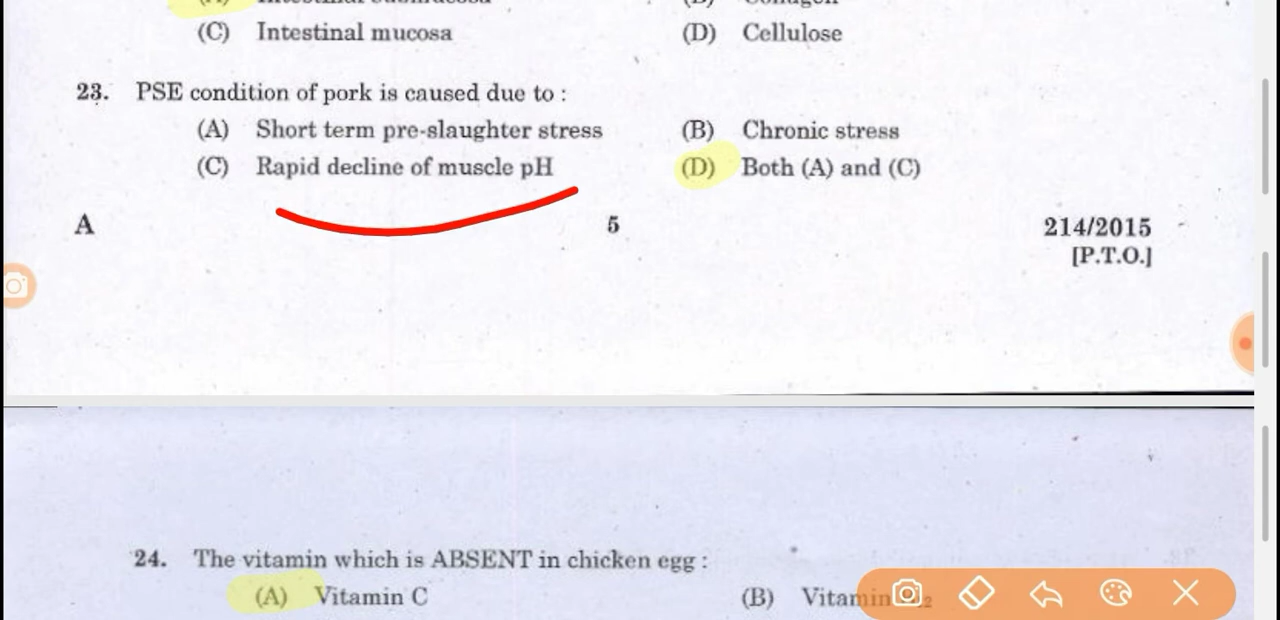 (C) Intestinal mucosa (D) Cellulose
23. PSE condition of pork is caused due to :
(A) Short term pre-slaughter stress (B) Chronic stress
(C) Rapid decline of muscle pH (D) Both (A) and (C)
A 5 214/2015
[P.T.O.]
24. The vitamin which is ABSENT in chicken egg :
(A) Vitamin C (B) Vitamin